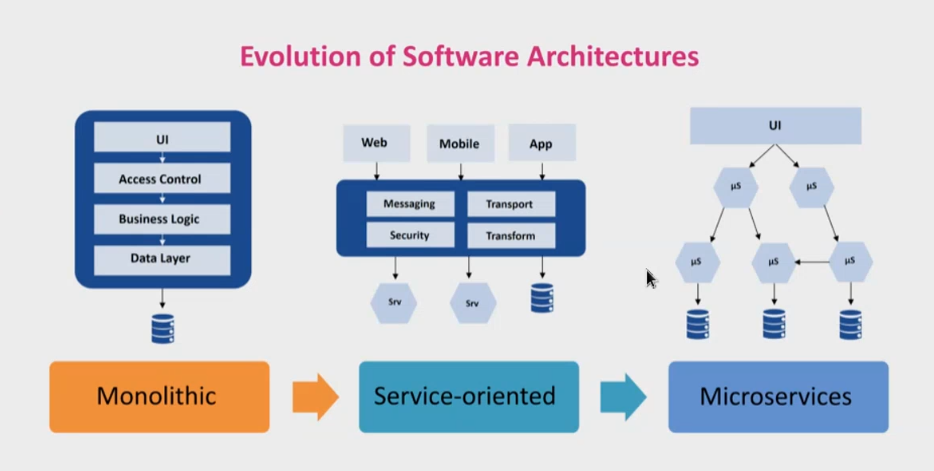 Evolution of Software Architectures
UI
Access Control
Business Logic
Data Layer
Web
Mobile
App
Messaging
Transport
Security
Transform
Srv
Srv
UI
µS
µS
µS
µS
µS
Monolithic
Service-oriented
Microservices